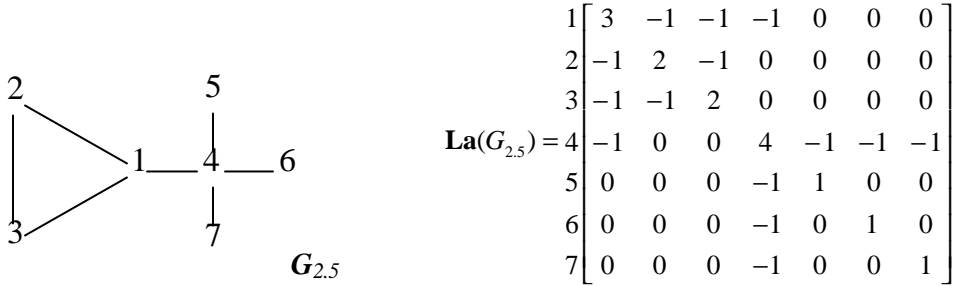 2
5
1
4
6
3
7
G2.5
1 3 −1 −1 −1 0 0 0
2 −1 2 −1 0 0 0 0
3 −1 −1 2 0 0 0 0
La(G2.5) = 4 −1 0 0 4 −1 −1 −1
5 0 0 0 −1 1 0 0
6 0 0 0 −1 0 1 0
7 0 0 0 −1 0 0 1